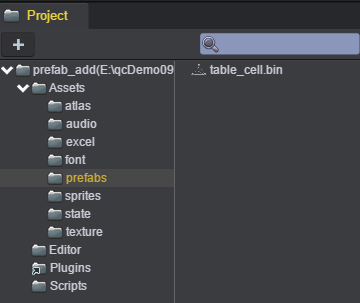 Project
+
prefab_add(E:\qcDemo09
table_cell.bin
Assets
atlas
audio
excel
font
prefabs
sprites
state
texture
Editor
Plugins
Scripts